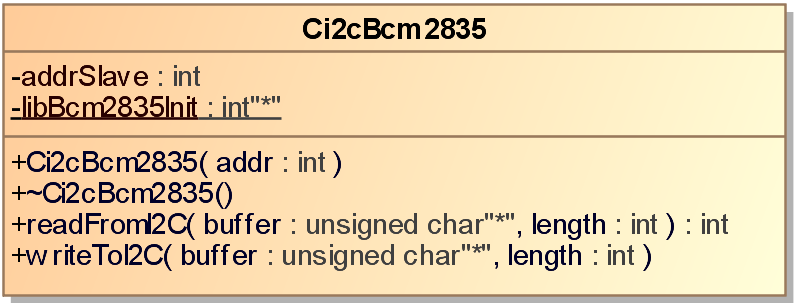 Ci2cBcm2835
-addrSlave : int
-libBcm2835Init : int"*"
+Ci2cBcm2835( addr : int )
+~Ci2cBcm2835()
+readFromI2C( buffer : unsigned char"*", length : int ) : int
+writeToI2C( buffer : unsigned char"*", length : int )